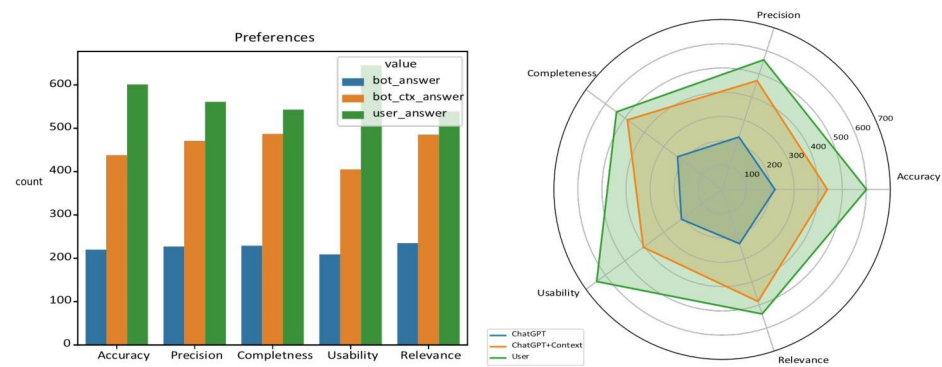 Preferences
value
bot_answer
bot_ctx_answer
user_answer
600
500
400
300
200
100
0
count
Accuracy Precision Completness Usability Relevance
Precision
Completeness
Accuracy
Usability
Relevance
100
200
300
400
500
600
700
ChatGPT
ChatGPT+Context
User